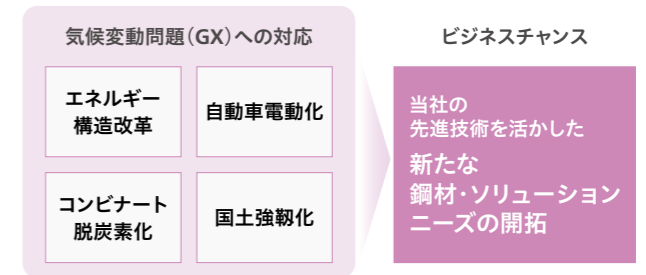 気候変動問題(GX)への対応
エネルギー
構造改革
自動車電動化
コンビナート
脱炭素化
国土強靱化
ビジネスチャンス
当社の
先進技術を活かした
新たな
鋼材・ソリューション
ニーズの開拓